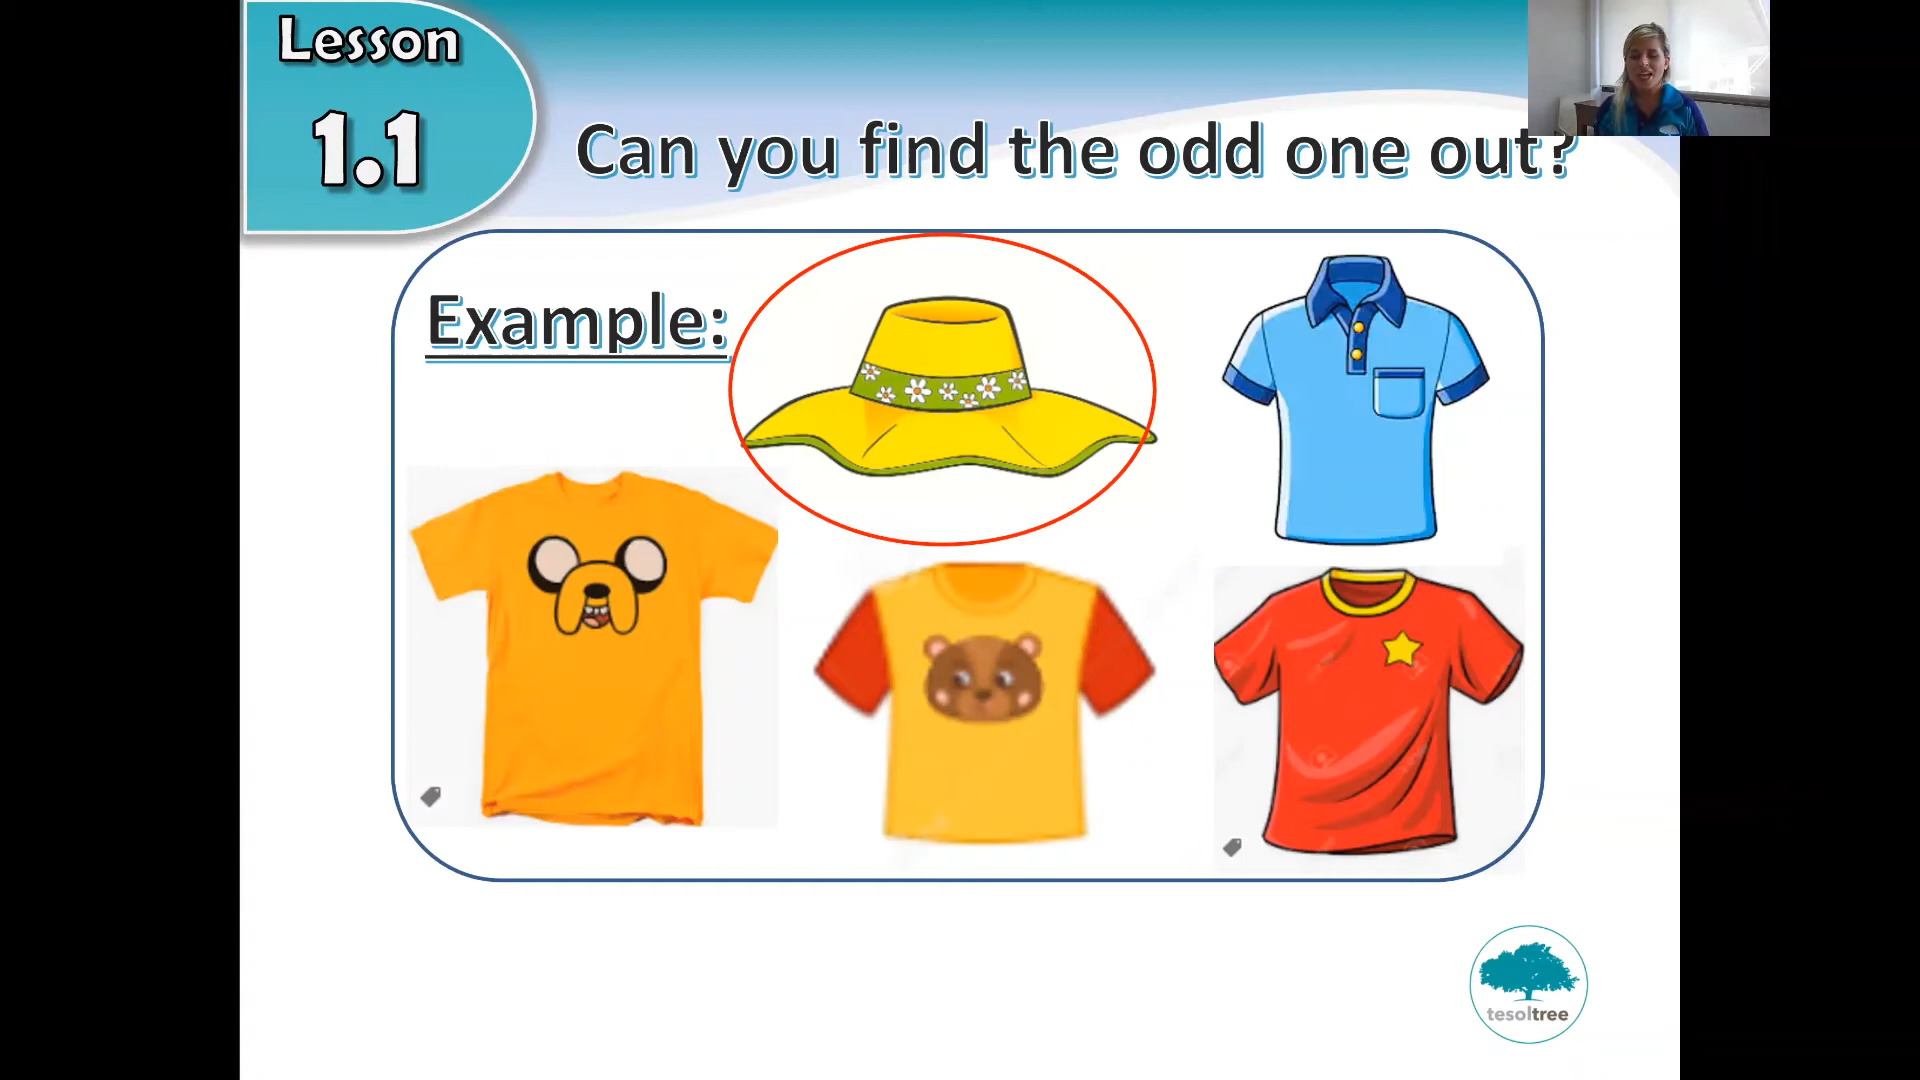 Lesson
1.1
Can you find the odd one out?
Example:
tesoltree